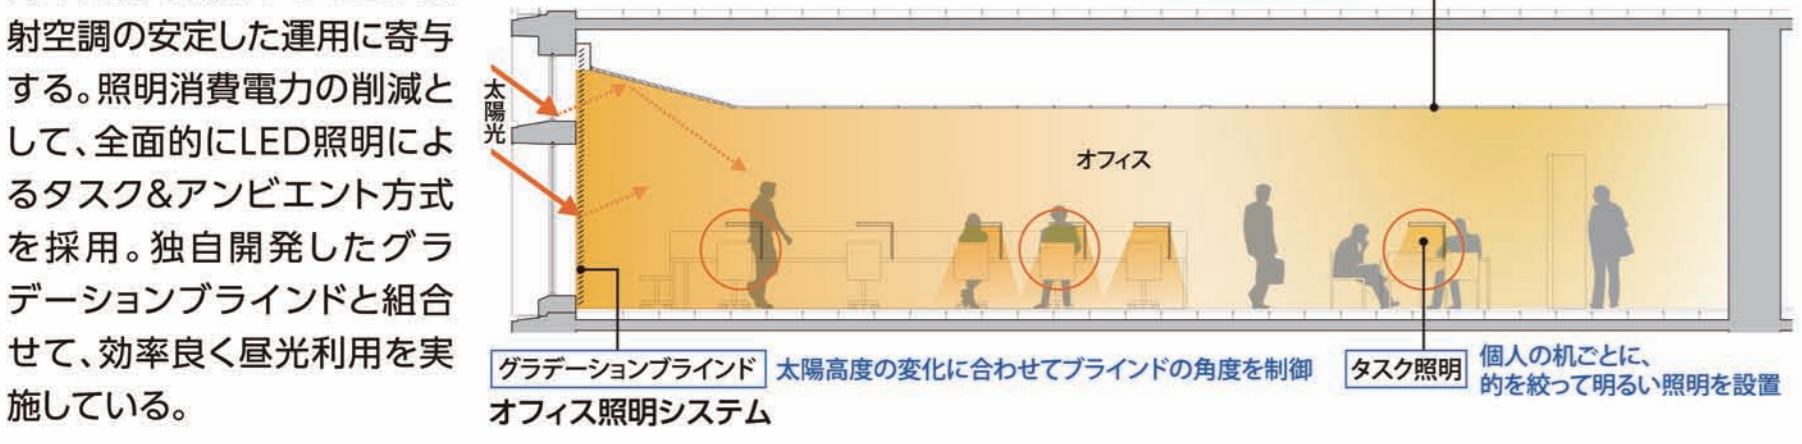 射空調の安定した運用に寄与
する。照明消費電力の削減と
して、全面的にLED照明によ
るタスク&アンビエント方式
を採用。独自開発したグラ
デーションブラインドと組合
せて、効率良く昼光利用を実
施している。
太陽光
オフィス
グラデーションブラインド
太陽高度の変化に合わせてブラインドの角度を制御
タスク照明
個人の机ごとに、
的を絞って明るい照明を設置
オフィス照明システム